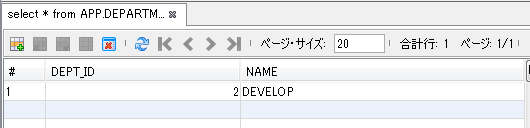 select * from APP.DEPARTM...
ページ・サイズ: 20 合計行: 1 ページ: 1/1
# DEPT_ID NAME
1 2 DEVELOP